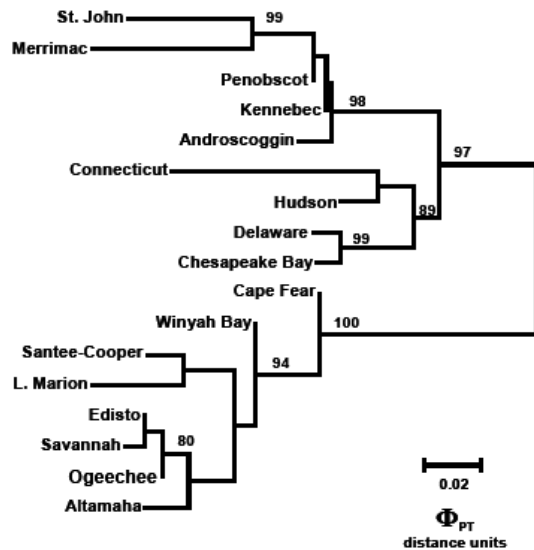 St. John
99
Merrimac
Penobscot
98
Kennebec
Androscoggin
97
Connecticut
Hudson
89
Delaware
99
Chesapeake Bay
Cape Fear
Winyah Bay
100
Santee-Cooper
94
L. Marion
Edisto
80
Savannah
Ogeechee
0.02
Altamaha
ΦPT
distance units